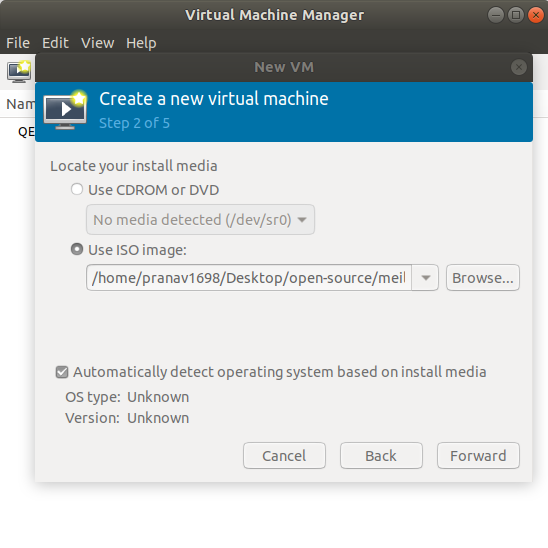 Virtual Machine Manager
File Edit View Help
New VM
Create a new virtual machine
Step 2 of 5
Nam
QE
Locate your install media
Use CDROM or DVD
No media detected (/dev/sr0)
Use ISO image:
/home/pranav1698/Desktop/open-source/meil
Browse...
Automatically detect operating system based on install media
OS type: Unknown
Version: Unknown
Cancel Back Forward